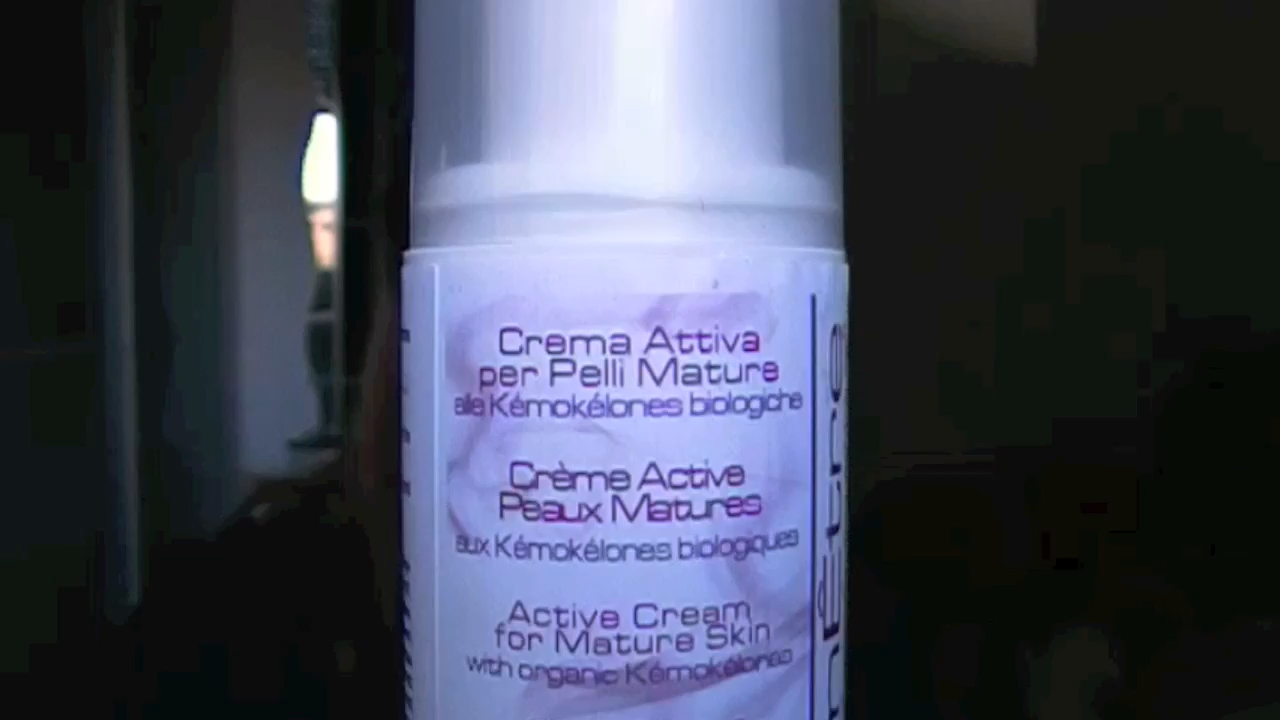 Crema Attiva
per Pelli Mature
alle Kémokélones biologiche
Crème Active
Peaux Matures
aux Kémokélones biologiques
Active Cream
for Mature Skin
with organic Kémokélones